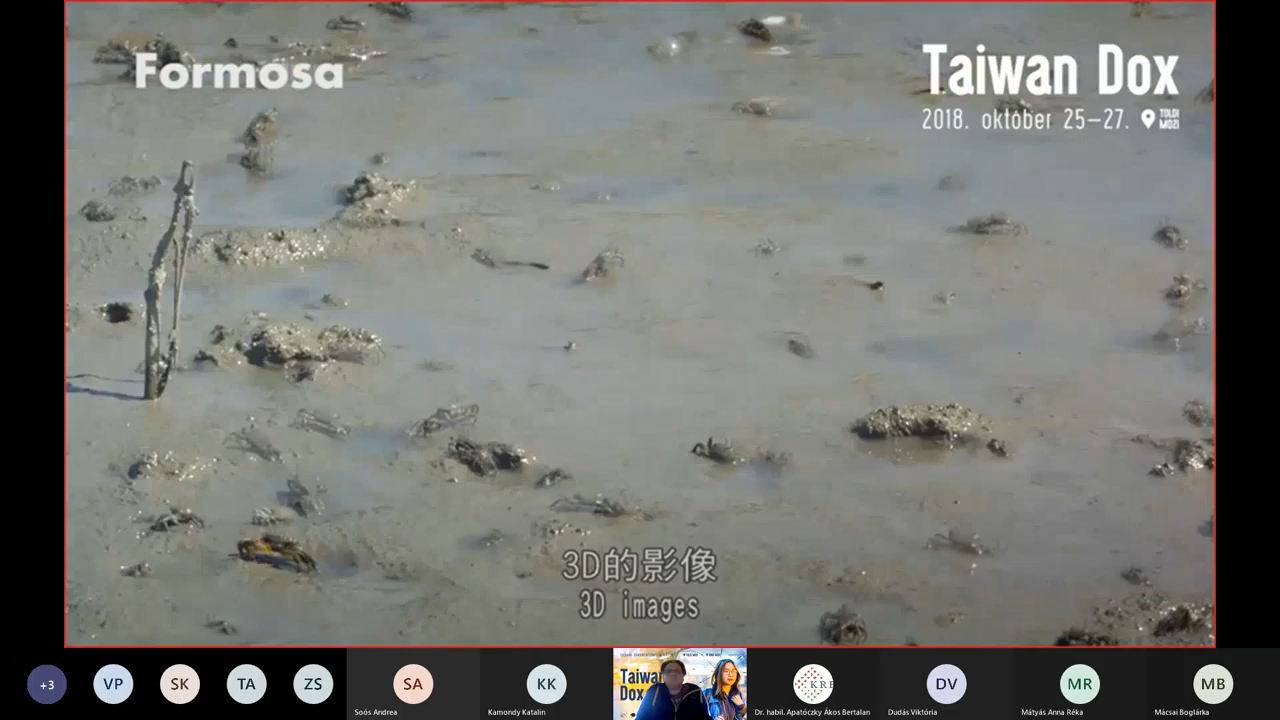 Formosa
Taiwan Dox
2018. október 25–27. TOLDI MOZI
3D的影像
3D images
+3
VP
SK
TA
ZS
SA
Soós Andrea
KK
Kamondy Katalin
Taiwan
Dox
KRE
Dr. habil. Apatóczky Ákos Bertalan
DV
Dudás Viktória
MR
Mátyás Anna Réka
MB
Mácsai Boglárka